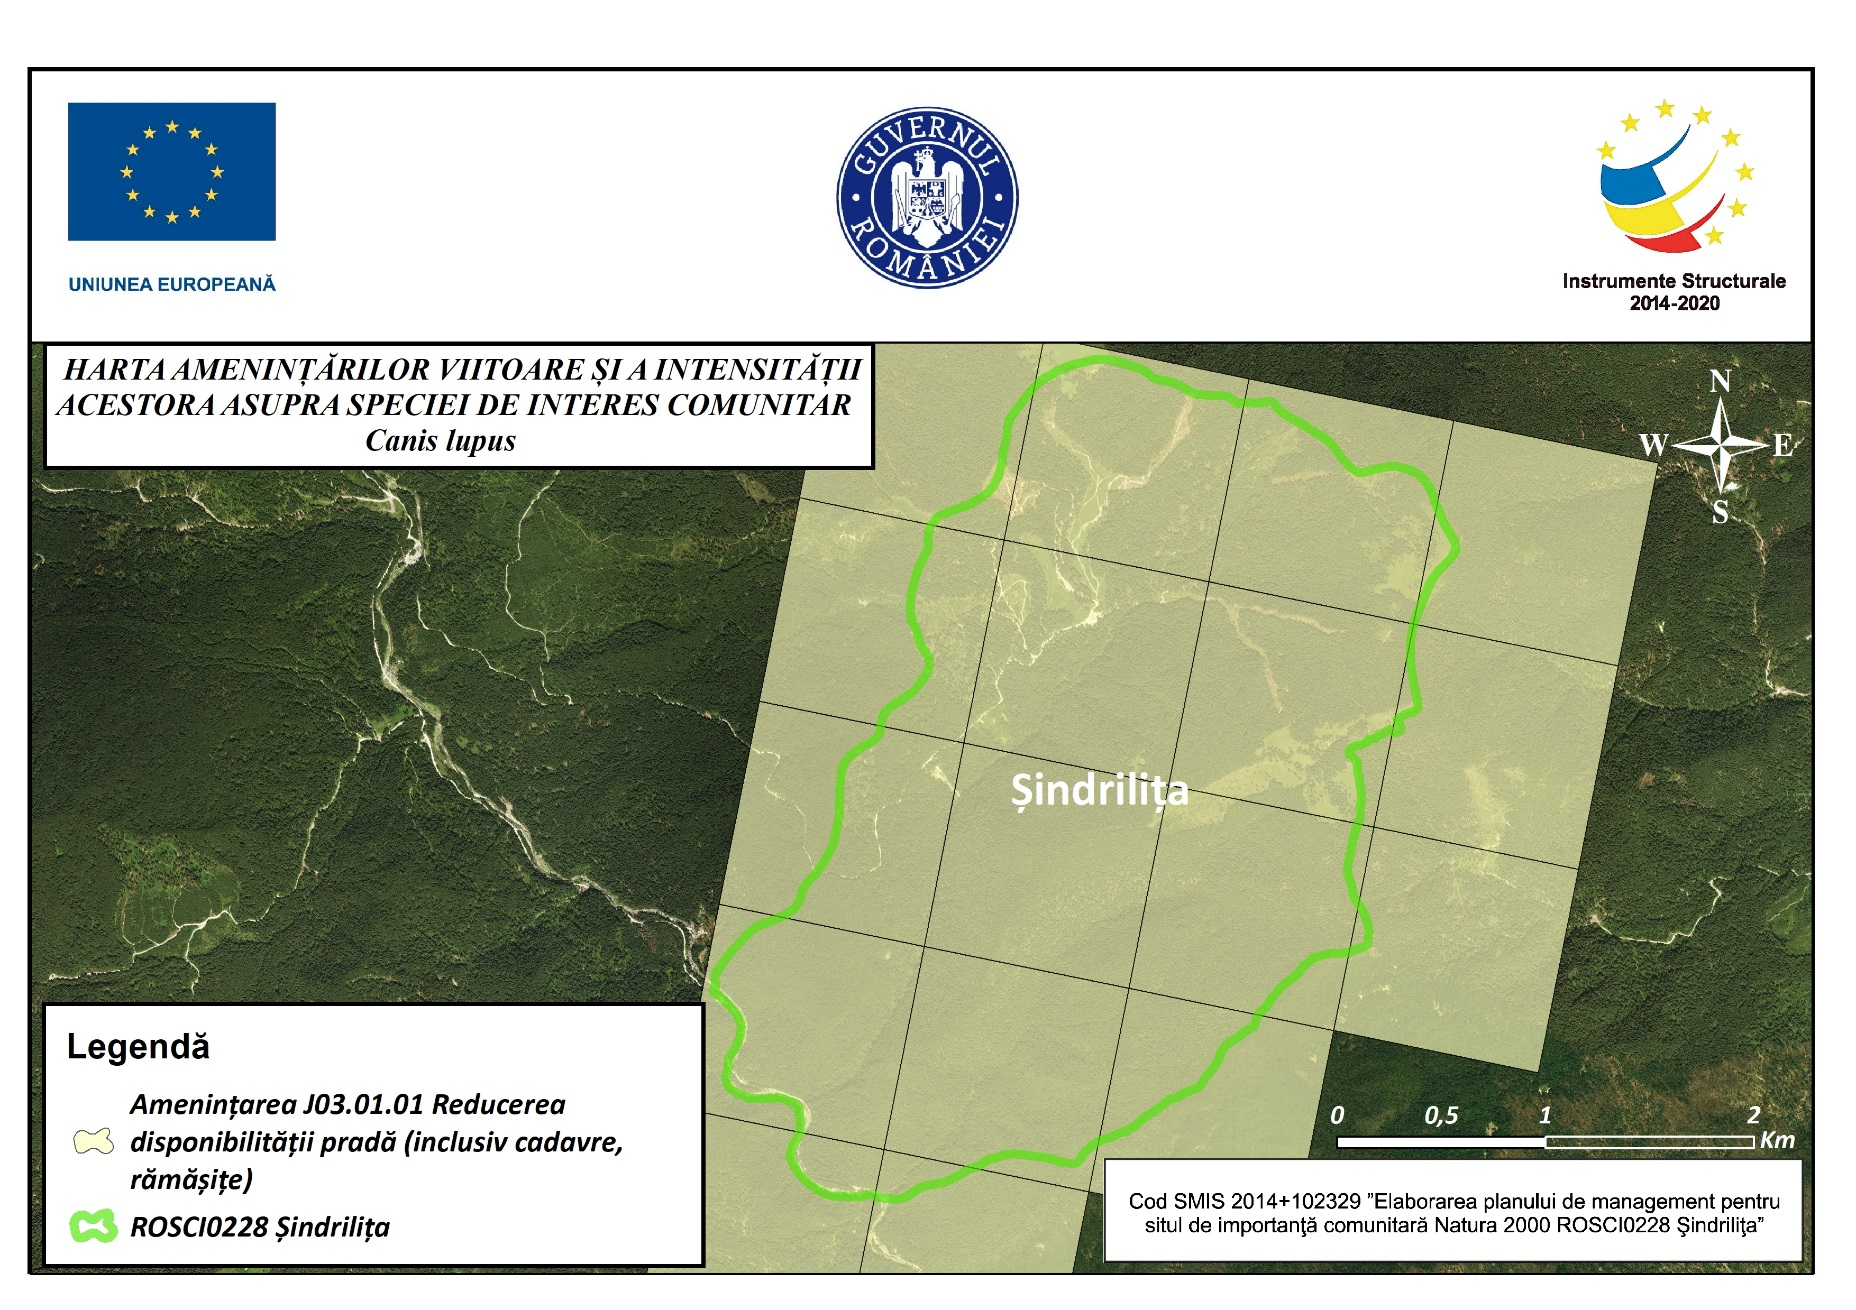 UNIUNEA EUROPEANĂ
GUVERNUL
ROMÂNIEI
Instrumente Structurale
2014-2020
HARTA AMENINȚĂRILOR VIITOARE ȘI A INTENSITĂȚII
ACESTORA ASUPRA SPECIEI DE INTERES COMUNITAR
Canis lupus
N
W
E
S
Șindrilița
Legendă
Amenințarea J03.01.01 Reducerea
disponibilității pradă (inclusiv cadavre,
rămășițe)
ROSCI0228 Șindrilița
0 0,5 1 2
Km
Cod SMIS 2014+102329 ”Elaborarea planului de management pentru
situl de importanţă comunitară Natura 2000 ROSCI0228 Şindriliţa”